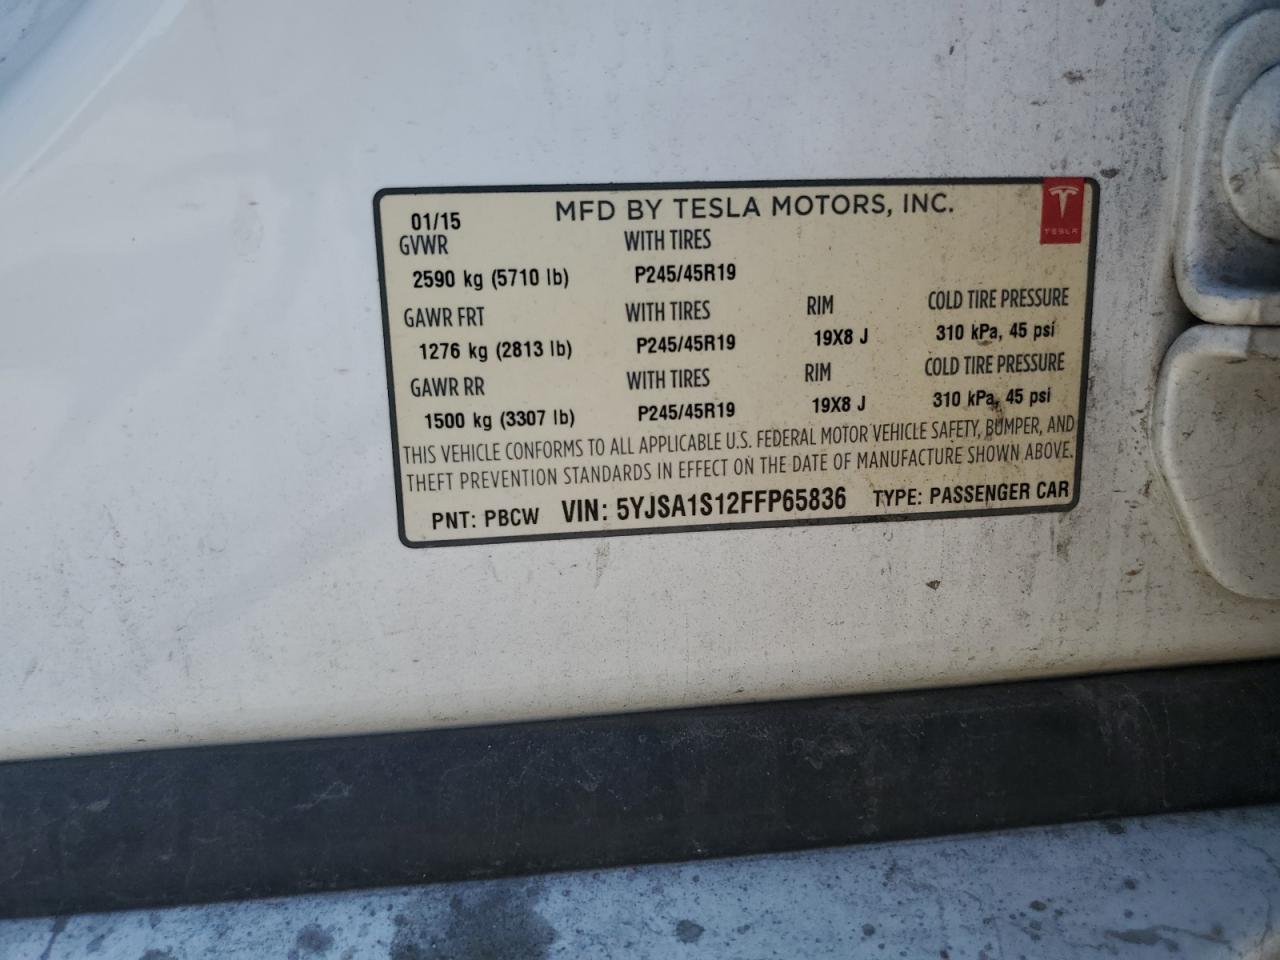 01/15 MFD BY TESLA MOTORS, INC. TESLA
GVWR WITH TIRES
2590 kg (5710 lb) P245/45R19
GAWR FRT WITH TIRES RIM COLD TIRE PRESSURE
1276 kg (2813 lb) P245/45R19 19X8 J 310 kPa, 45 psi
GAWR RR WITH TIRES RIM COLD TIRE PRESSURE
1500 kg (3307 lb) P245/45R19 19X8 J 310 kPa, 45 psi
THIS VEHICLE CONFORMS TO ALL APPLICABLE U.S. FEDERAL MOTOR VEHICLE SAFETY, BUMPER, AND
THEFT PREVENTION STANDARDS IN EFFECT ON THE DATE OF MANUFACTURE SHOWN ABOVE.
PNT: PBCW VIN: 5YJSA1S12FFP65836 TYPE: PASSENGER CAR